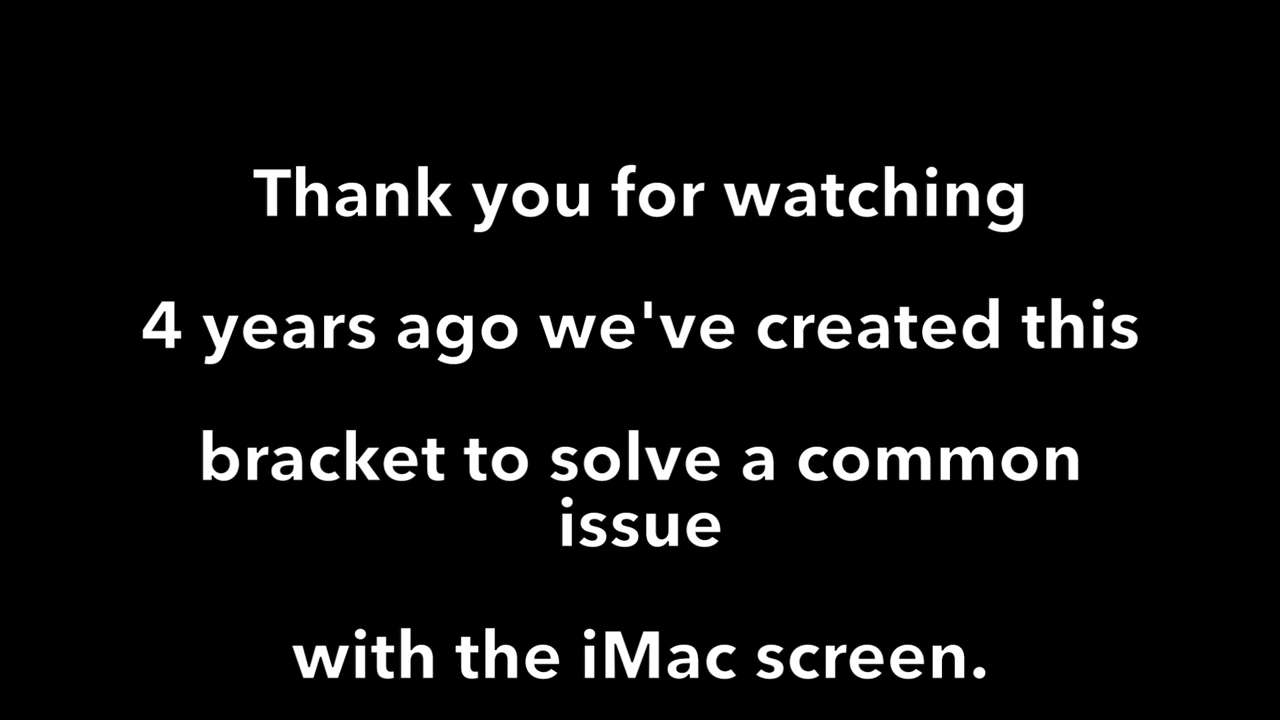 Thank you for watching
4 years ago we've created this
bracket to solve a common
issue
with the iMac screen.